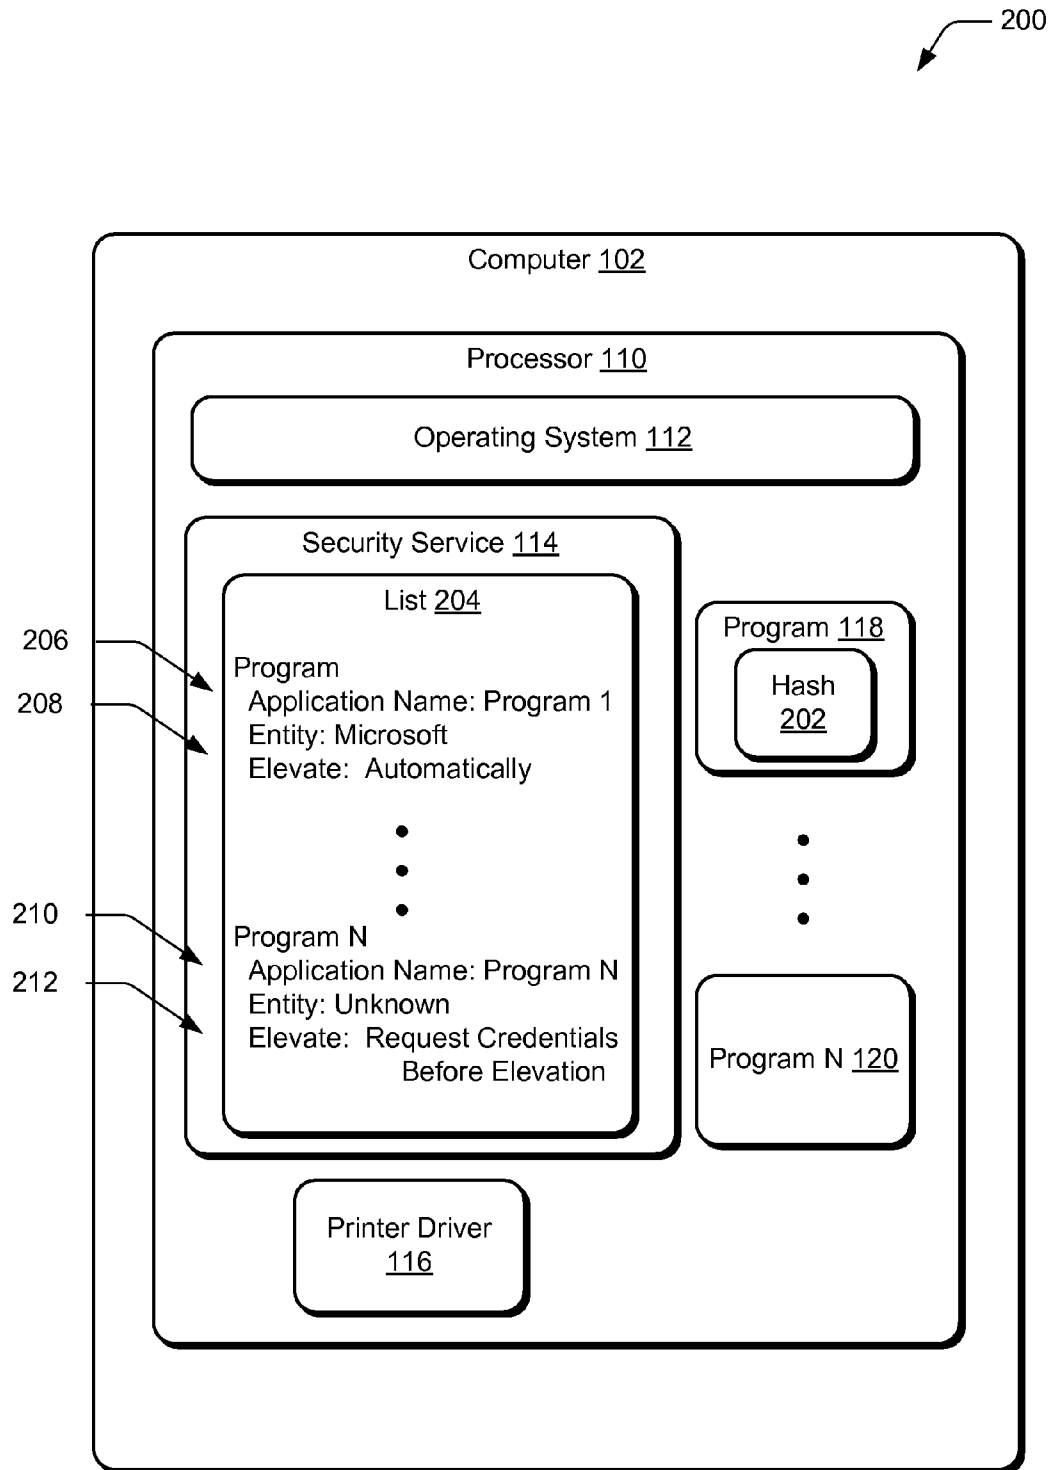 200
Computer 102
Processor 110
Operating System 112
Security Service 114
List 204
206
Program
Application Name: Program 1
208
Entity: Microsoft
Elevate: Automatically
210
Program N
Application Name: Program N
212
Entity: Unknown
Elevate: Request Credentials
Before Elevation
Program 118
Hash
202
Program N 120
Printer Driver
116